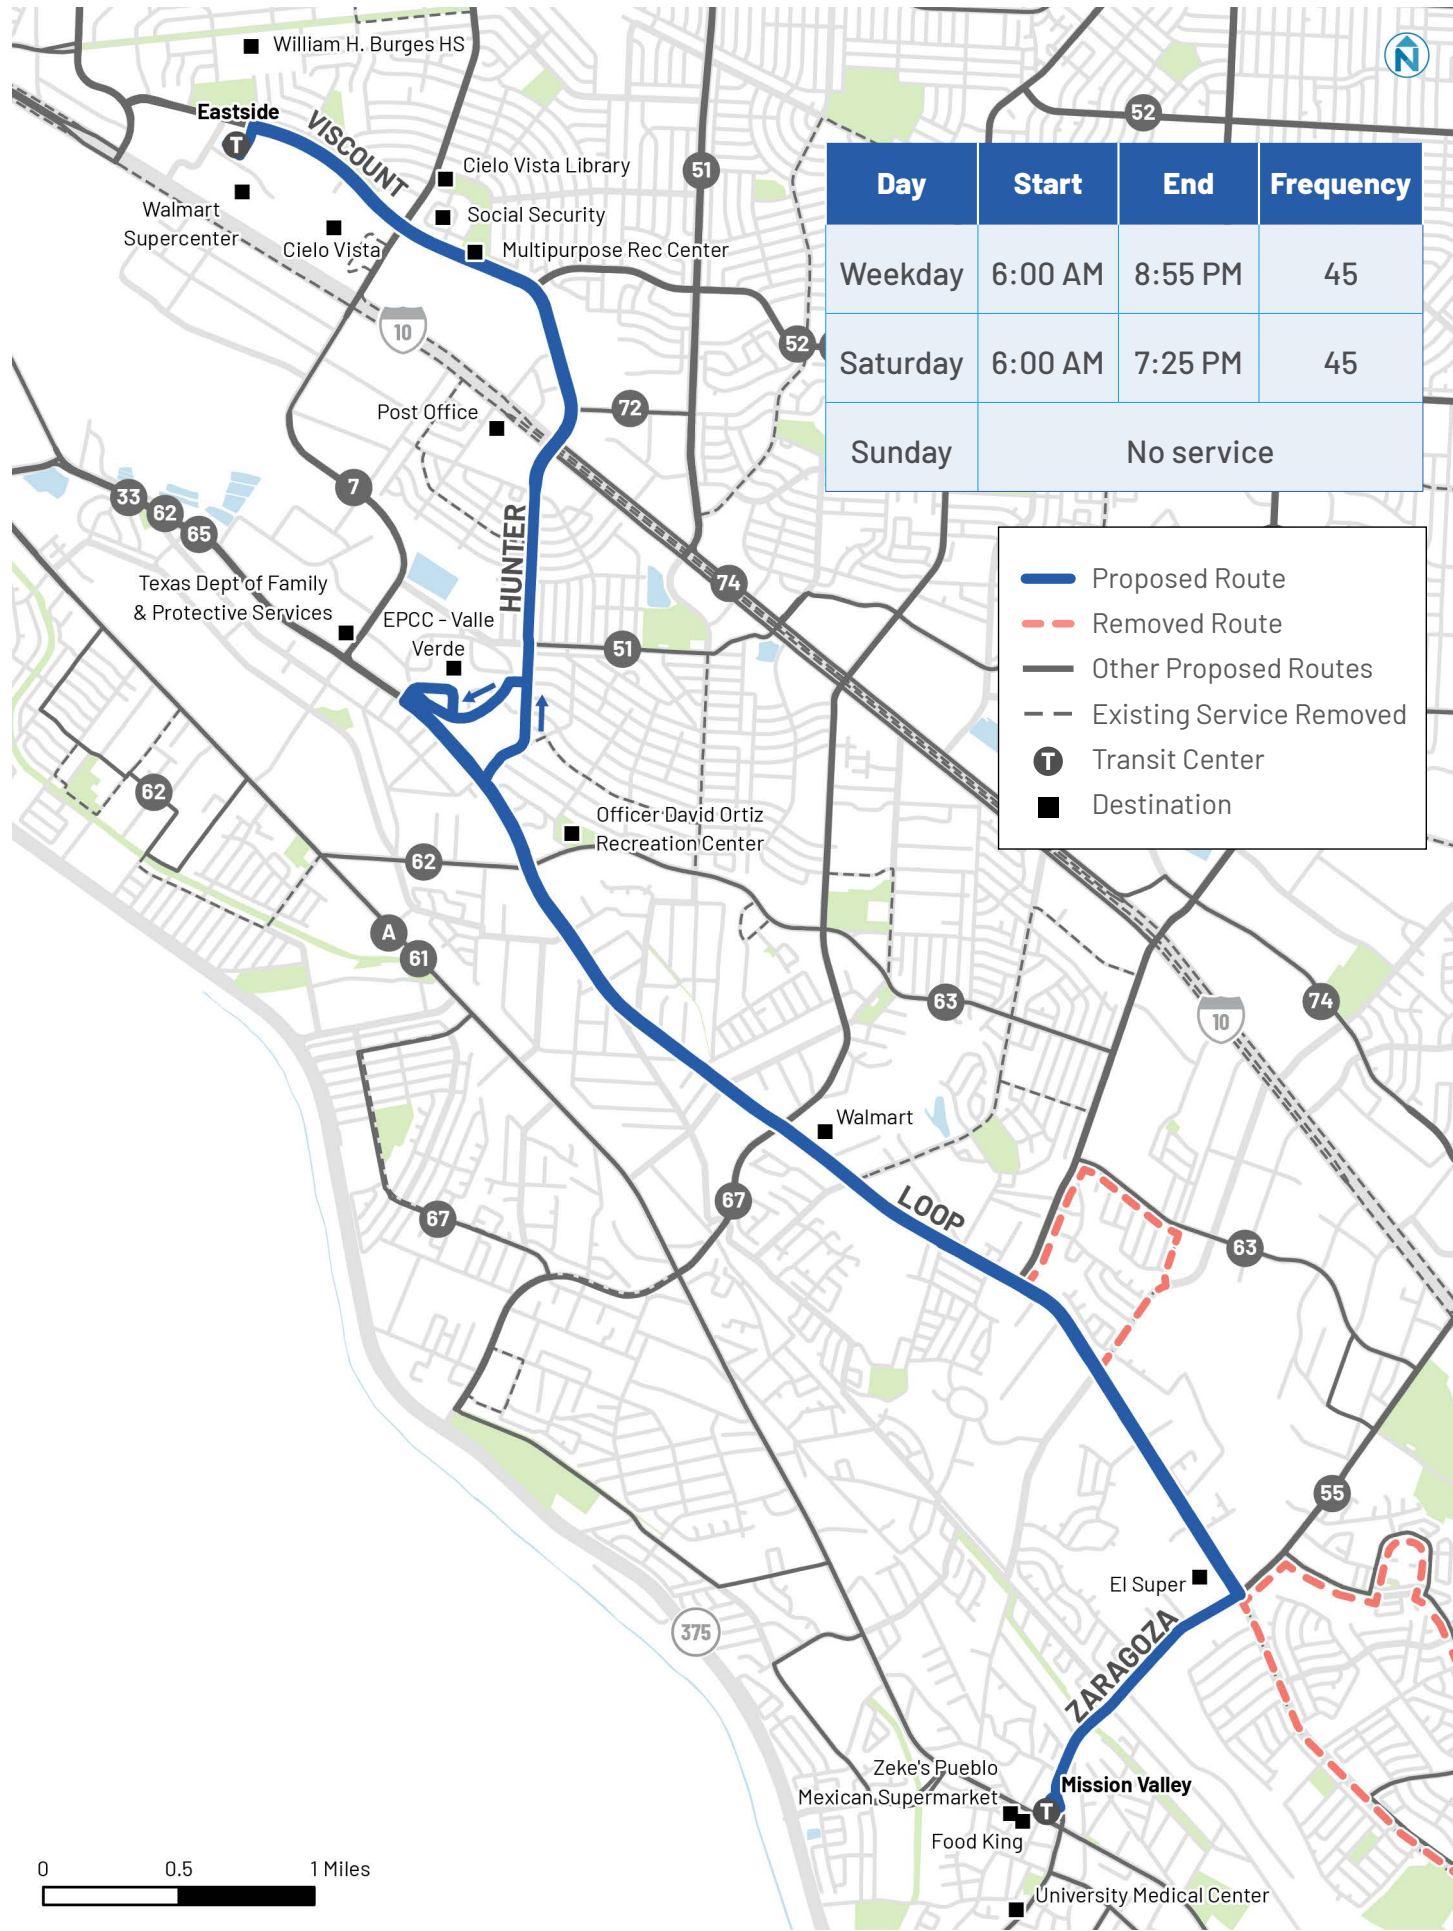 William H. Burges HS
N
Eastside
T
VISCOUNT
52
Cielo Vista Library
51
Walmart
Supercenter
Social Security
Cielo Vista
Multipurpose Rec Center
Day Start End Frequency
Weekday 6:00 AM 8:55 PM 45
Saturday 6:00 AM 7:25 PM 45
Sunday No service
10
52
72
Post Office
7
33
62
65
HUNTER
74
Texas Dept of Family
& Protective Services
EPCC - Valle
Verde
51
Proposed Route
Removed Route
Other Proposed Routes
Existing Service Removed
T Transit Center
Destination
62
Officer David Ortiz
Recreation Center
62
A
61
63
74
10
Walmart
67
67
LOOP
63
55
El Super
375
ZARAGOZA
Zeke's Pueblo
Mexican Supermarket
Mission Valley
T
Food King
University Medical Center
0 0.5 1 Miles